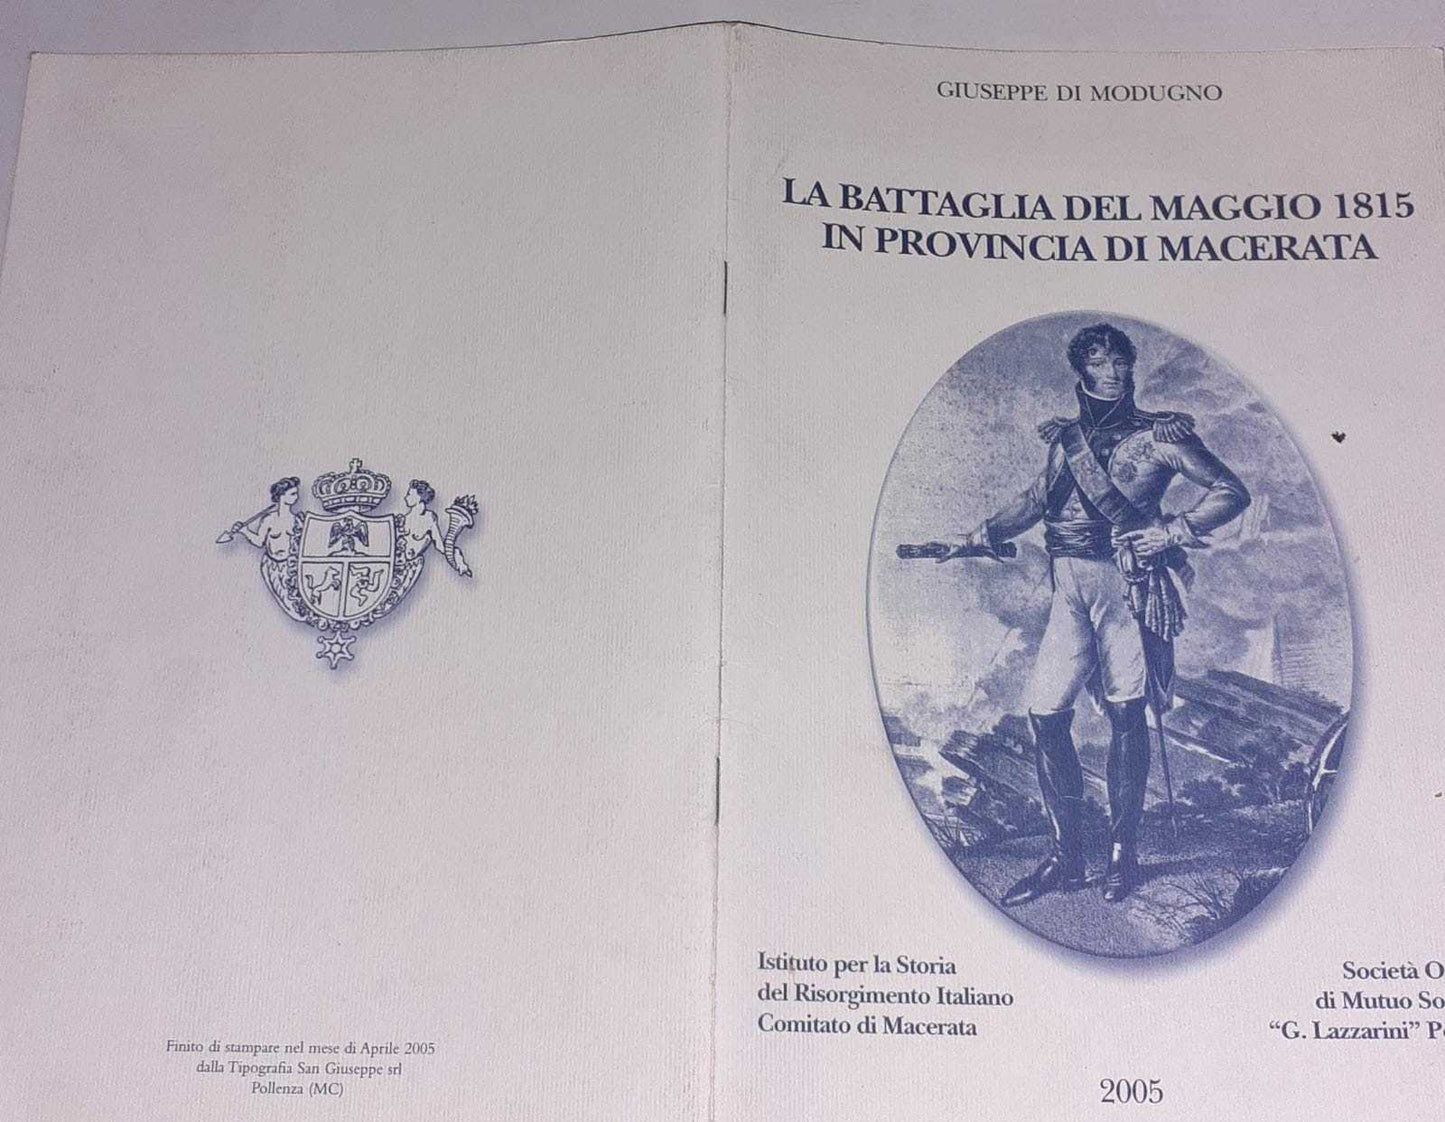 GIUSEPPE DI MODUGNO
LA BATTAGLIA DEL MAGGIO 1815
IN PROVINCIA DI MACERATA
Istituto per la Storia
del Risorgimento Italiano
Comitato di Macerata
Società O
di Mutuo So
“G. Lazzarini” P
2005
Finito di stampare nel mese di Aprile 2005
dalla Tipografia San Giuseppe srl
Pollenza (MC)